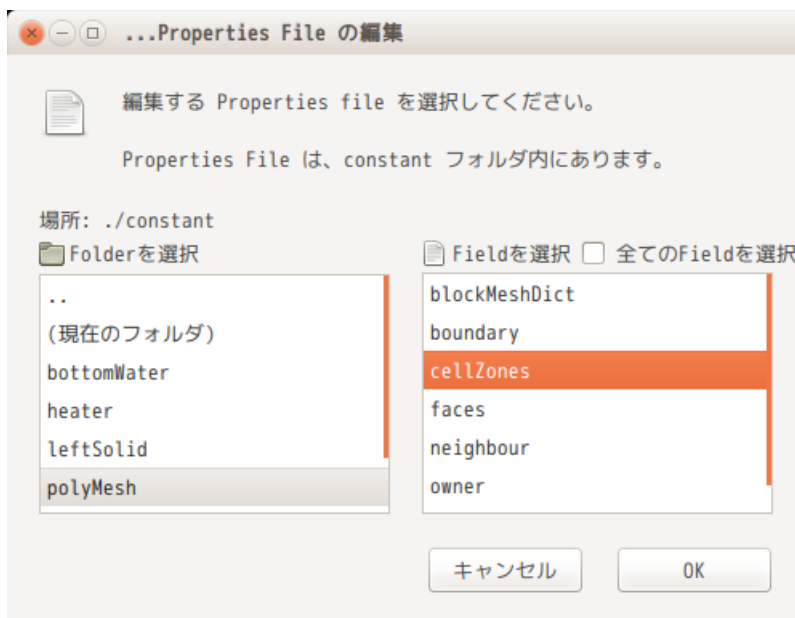 ...Properties File の編集
編集する Properties file を選択してください。
Properties File は、constant フォルダ内にあります。
場所: ./constant
Folderを選択
Fieldを選択 全てのFieldを選択
..
(現在のフォルダ)
bottomWater
heater
leftSolid
polyMesh
blockMeshDict
boundary
cellZones
faces
neighbour
owner
キャンセル
OK